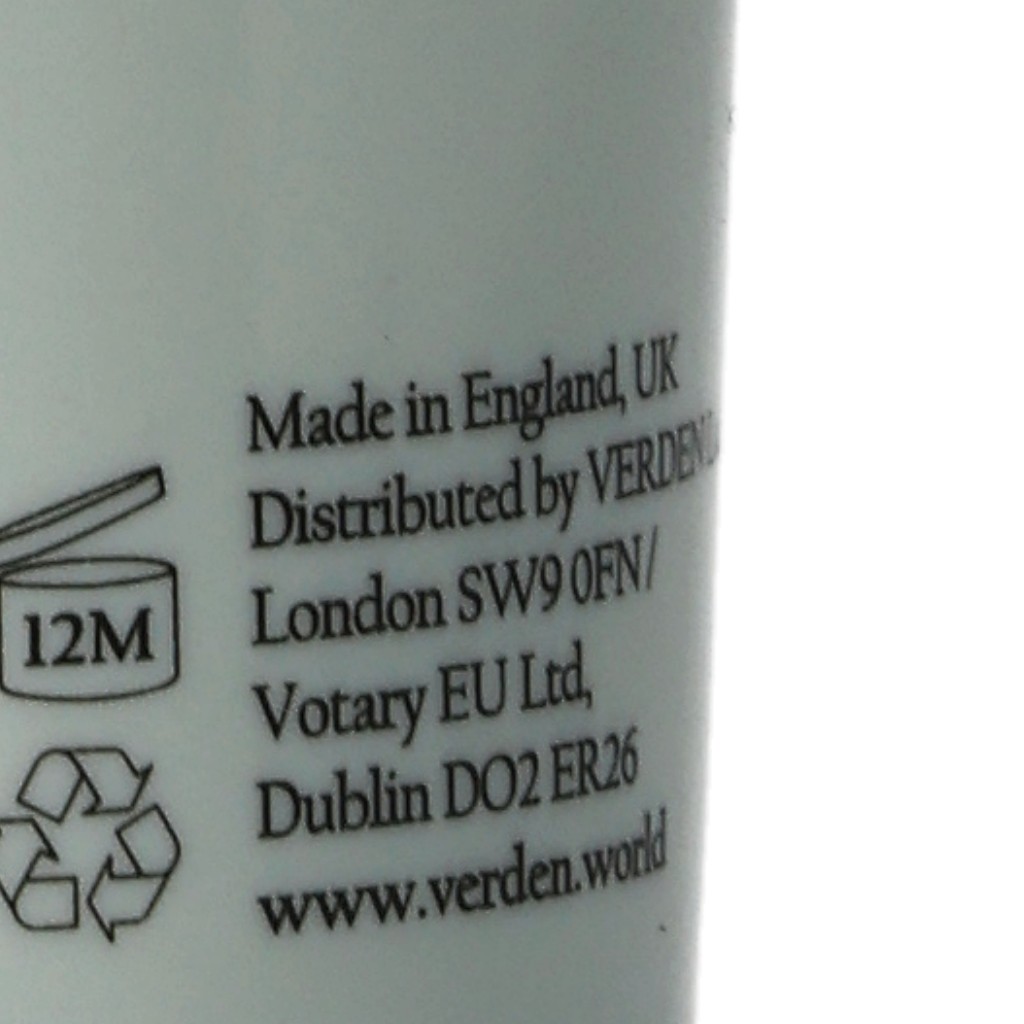 Made in England, UK
Distributed by VERDEN
London SW9 0FN/
Votary EU Ltd,
Dublin DO2 ER26
www.verden.world
12M